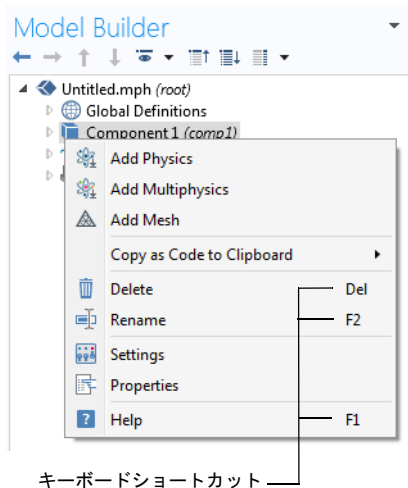 Model Builder
Untitled.mph (root)
Global Definitions
Component 1 (comp1)
Add Physics
Add Multiphysics
Add Mesh
Copy as Code to Clipboard
Delete Del
Rename F2
Settings
Properties
Help F1
キーボードショートカット